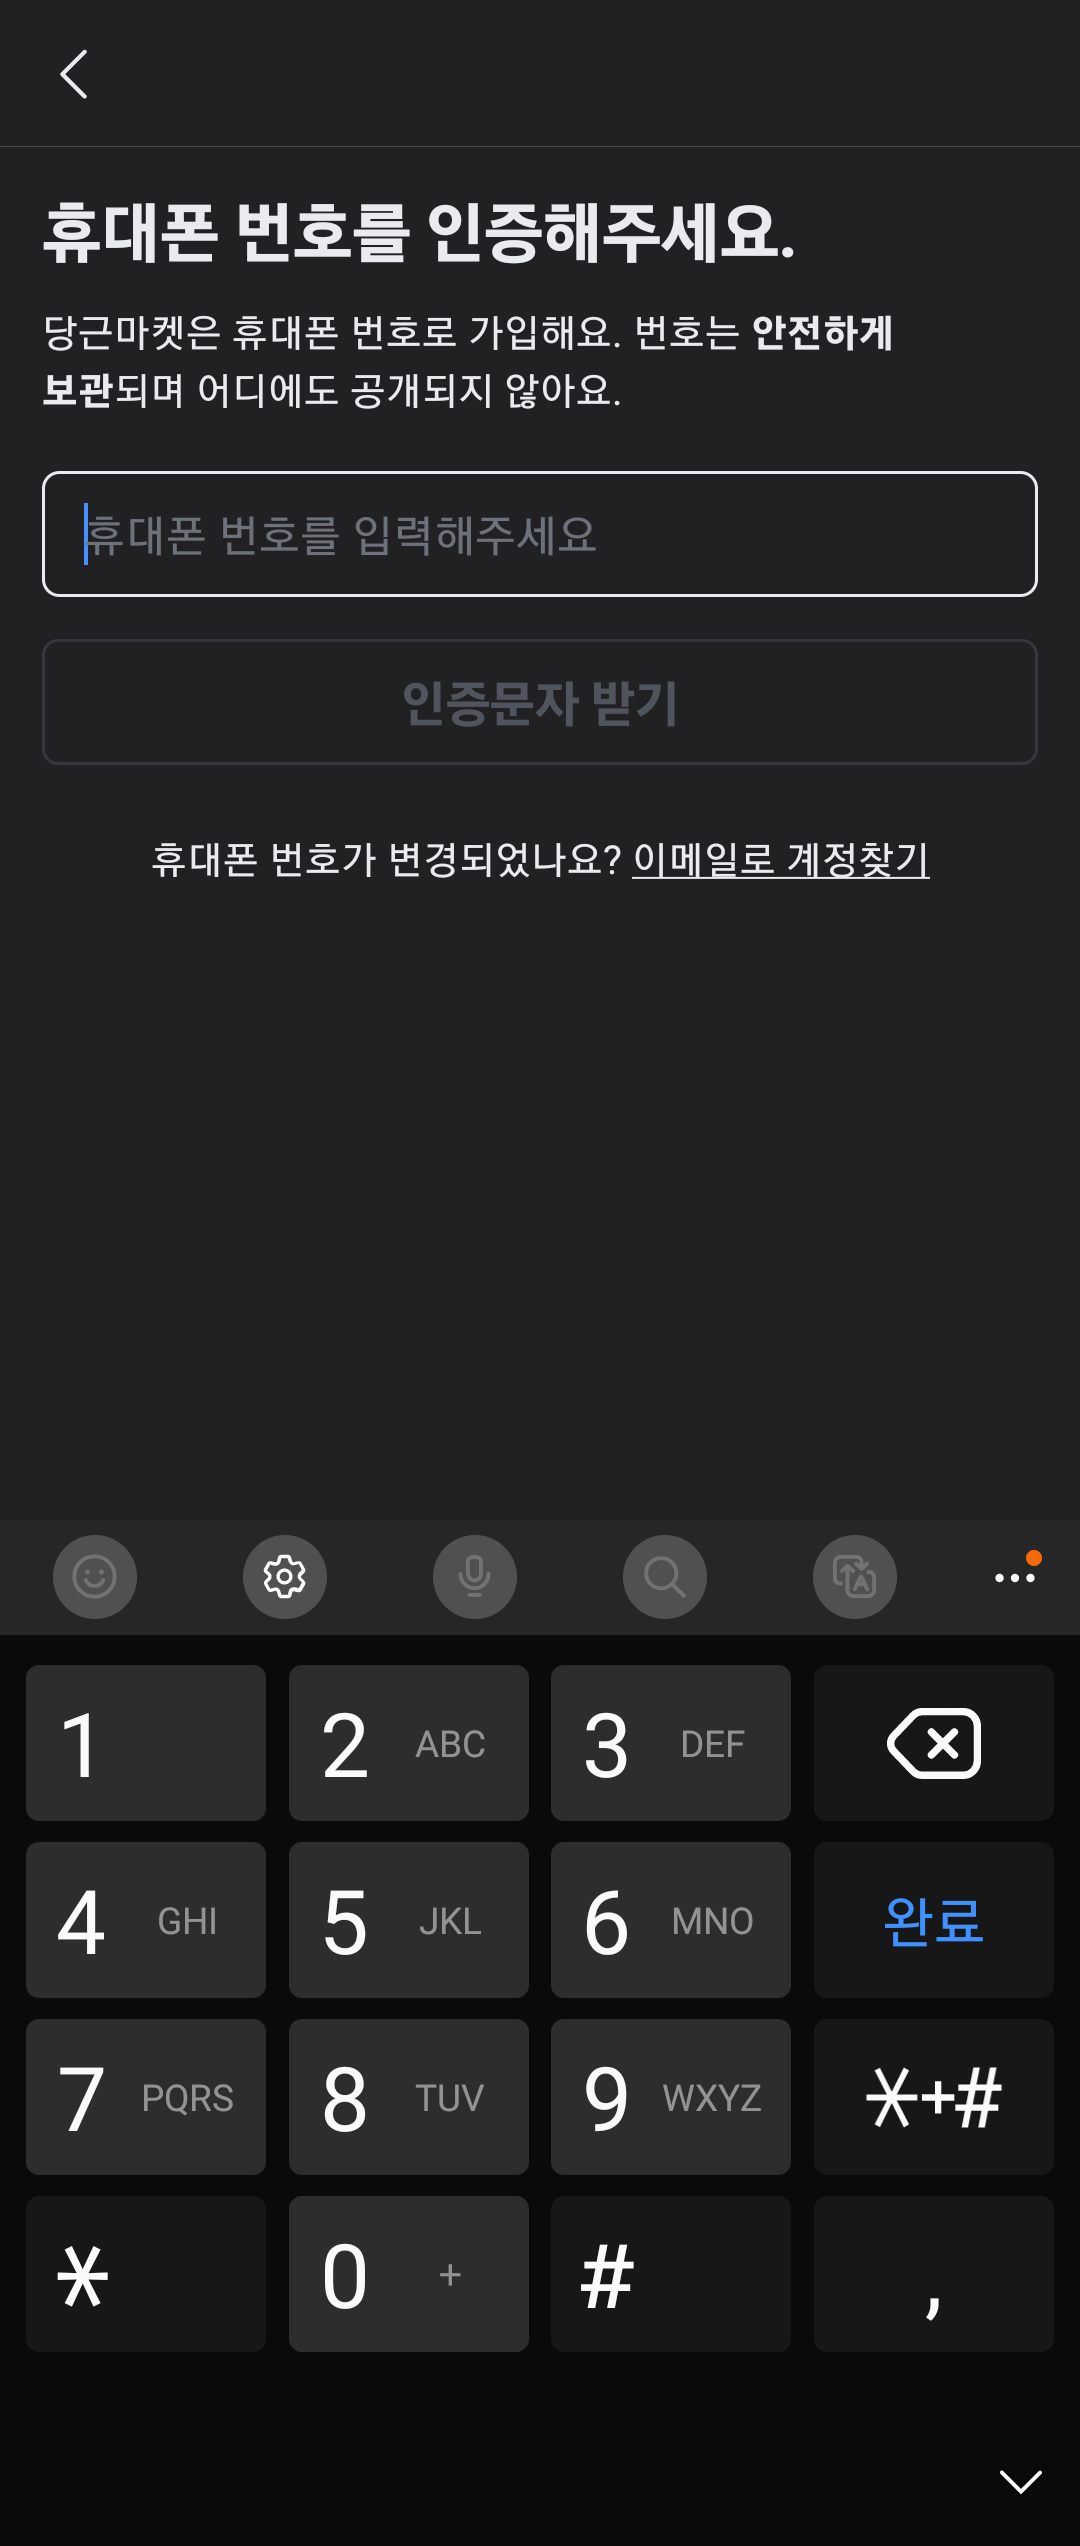 휴대폰 번호를 인증해주세요.
당근마켓은 휴대폰 번호로 가입해요. 번호는 안전하게
보관되며 어디에도 공개되지 않아요.
휴대폰 번호를 입력해주세요
인증문자 받기
휴대폰 번호가 변경되었나요? 이메일로 계정찾기
1 2 ABC 3 DEF
4 GHI 5 JKL 6 MNO 완료
7 PQRS 8 TUV 9 WXYZ *+#
* 0 + # ,